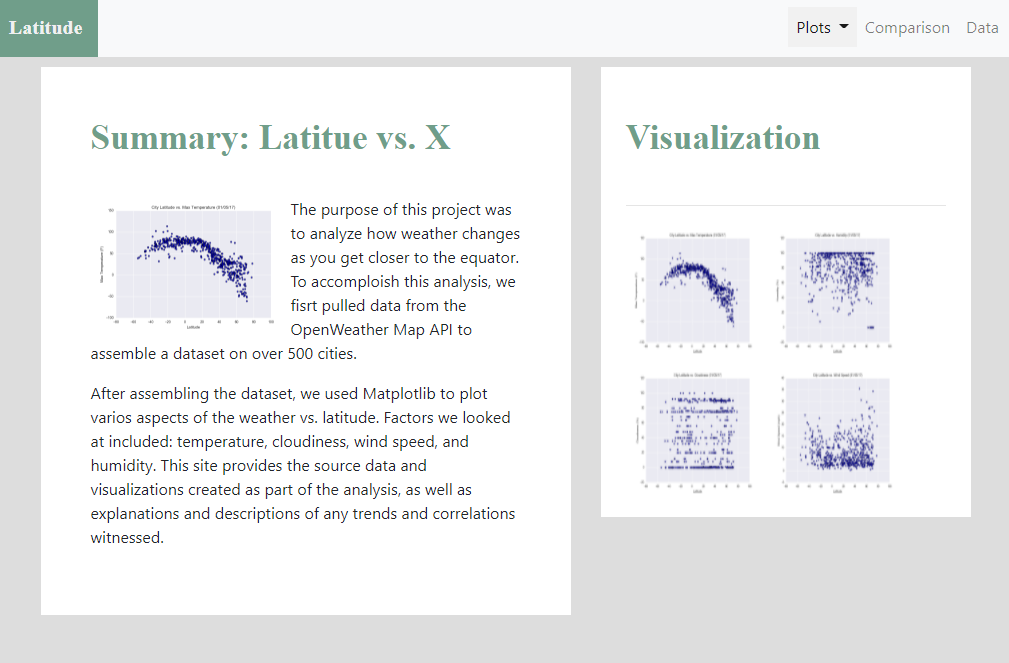 Latitude
Plots
Comparison
Data
Summary: Latitue vs. X
City Latitude vs. Max Temperature (01/05/17)
Latitude
The purpose of this project was
to analyze how weather changes
as you get closer to the equator.
To accomploish this analysis, we
fisrt pulled data from the
OpenWeather Map API to
assemble a dataset on over 500 cities.
After assembling the dataset, we used Matplotlib to plot
varios aspects of the weather vs. latitude. Factors we looked
at included: temperature, cloudiness, wind speed, and
humidity. This site provides the source data and
visualizations created as part of the analysis, as well as
explanations and descriptions of any trends and correlations
witnessed.
Visualization